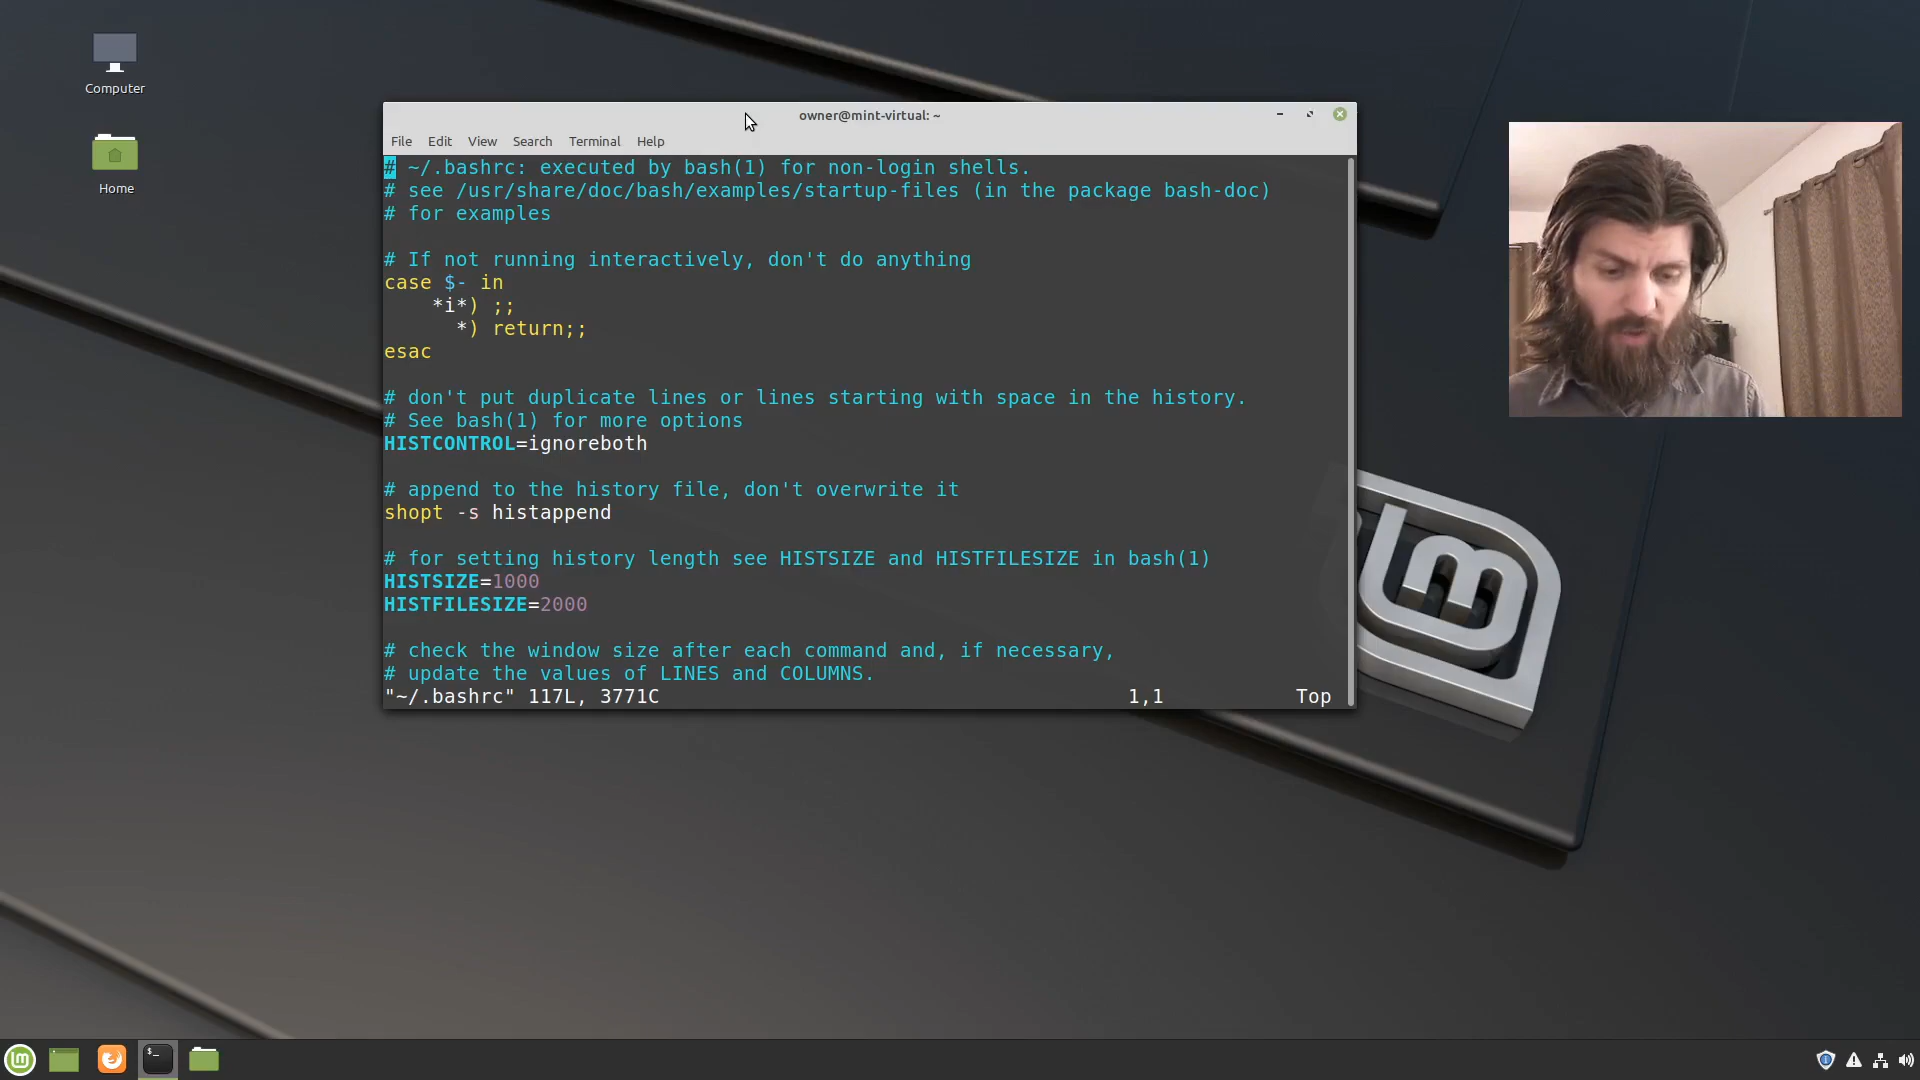 Computer
Home
owner@mint-virtual: ~
File Edit View Search Terminal Help
# ~/.bashrc: executed by bash(1) for non-login shells.
# see /usr/share/doc/bash/examples/startup-files (in the package bash-doc)
# for examples
# If not running interactively, don't do anything
case $- in
    *i*) ;;
      *) return;;
esac
# don't put duplicate lines or lines starting with space in the history.
# See bash(1) for more options
HISTCONTROL=ignoreboth
# append to the history file, don't overwrite it
shopt -s histappend
# for setting history length see HISTSIZE and HISTFILESIZE in bash(1)
HISTSIZE=1000
HISTFILESIZE=2000
# check the window size after each command and, if necessary,
# update the values of LINES and COLUMNS.
"~/.bashrc" 117L, 3771C 1,1 Top